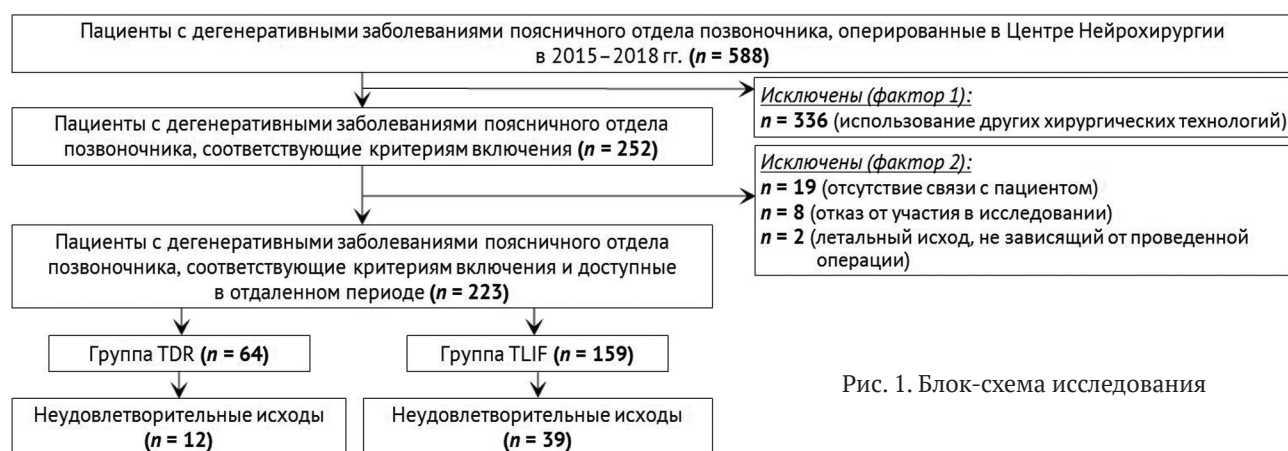 Пациенты с дегенеративными заболеваниями поясничного отдела позвоночника, оперированные в Центре Нейрохирургии
в 2015–2018 гг. (n = 588)
Исключены (фактор 1):
n = 336 (использование других хирургических технологий)
Пациенты с дегенеративными заболеваниями поясничного отдела
позвоночника, соответствующие критериям включения (n = 252)
Исключены (фактор 2):
n = 19 (отсутствие связи с пациентом)
n = 8 (отказ от участия в исследовании)
n = 2 (летальный исход, не зависящий от проведенной
операции)
Пациенты с дегенеративными заболеваниями поясничного отдела
позвоночника, соответствующие критериям включения и доступные
в отдаленном периоде (n = 223)
Группа TDR (n = 64)
Группа TLIF (n = 159)
Неудовлетворительные исходы
(n = 12)
Неудовлетворительные исходы
(n = 39)
Рис. 1. Блок-схема исследования